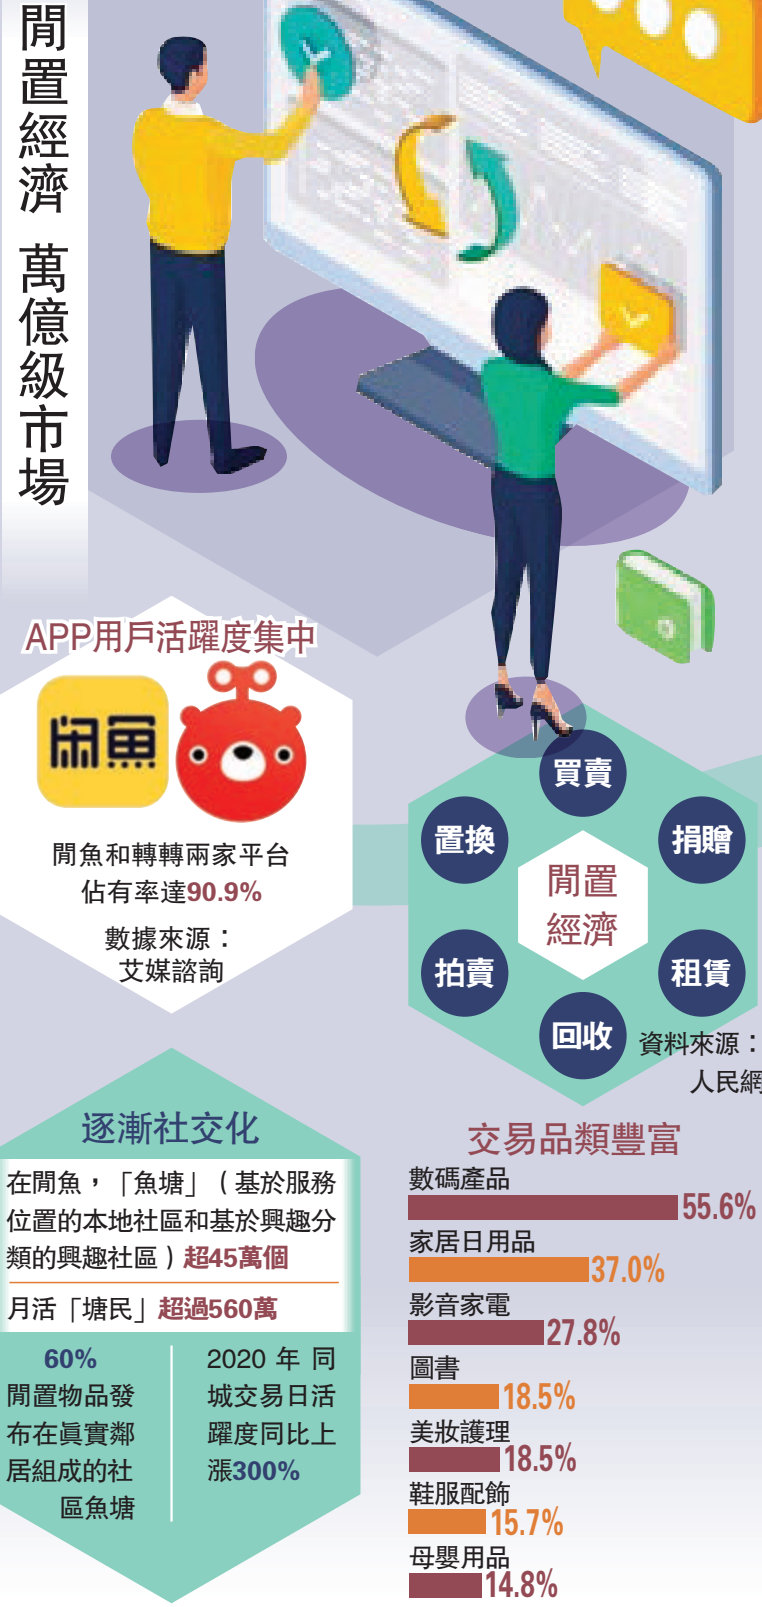 閒置經濟 萬億級市場
APP用戶活躍度集中
闲鱼
閒魚和轉轉兩家平台
佔有率達90.9%
數據來源：
艾媒諮詢
買賣
置換
捐贈
閒置
經濟
拍賣
租賃
回收
資料來源：
人民網
逐漸社交化
在閒魚，「魚塘」（基於服務
位置的本地社區和基於興趣分
類的興趣社區）超45萬個
月活「塘民」超過560萬
60%
閒置物品發
布在眞實鄰
居組成的社
區魚塘
2020年同
城交易日活
躍度同比上
漲300%
交易品類豐富
數碼產品
55.6%
家居日用品
37.0%
影音家電
27.8%
圖書
18.5%
美妝護理
18.5%
鞋服配飾
15.7%
母嬰用品
14.8%